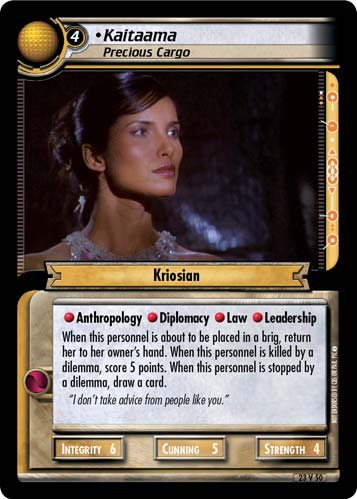 4
•Kaitaama
Precious Cargo
Kriosian
Anthropology Diplomacy Law Leadership
When this personnel is about to be placed in a brig, return
her to her owner's hand. When this personnel is killed by a
dilemma, score 5 points. When this personnel is stopped
by a dilemma, draw a card.
"I don't take advice from people like you."
INTEGRITY 6 CUNNING 5 STRENGTH 4
23 V 50